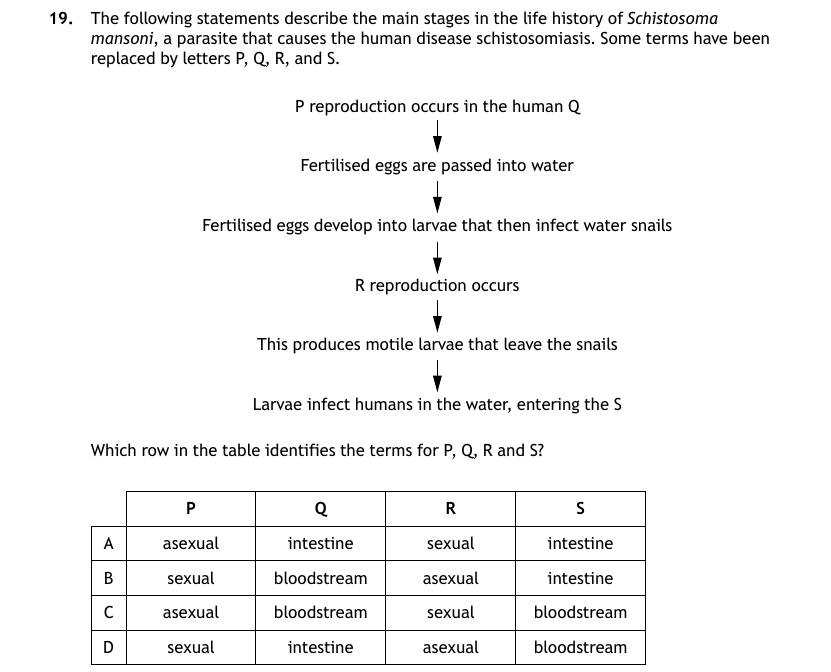 19. The following statements describe the main stages in the life history of Schistosoma
mansoni, a parasite that causes the human disease schistosomiasis. Some terms have been
replaced by letters P, Q, R, and S.
P reproduction occurs in the human Q
Fertilised eggs are passed into water
Fertilised eggs develop into larvae that then infect water snails
R reproduction occurs
This produces motile larvae that leave the snails
Larvae infect humans in the water, entering the S
Which row in the table identifies the terms for P, Q, R and S?
P Q R S
A asexual intestine sexual intestine
B sexual bloodstream asexual intestine
C asexual bloodstream sexual bloodstream
D sexual intestine asexual bloodstream